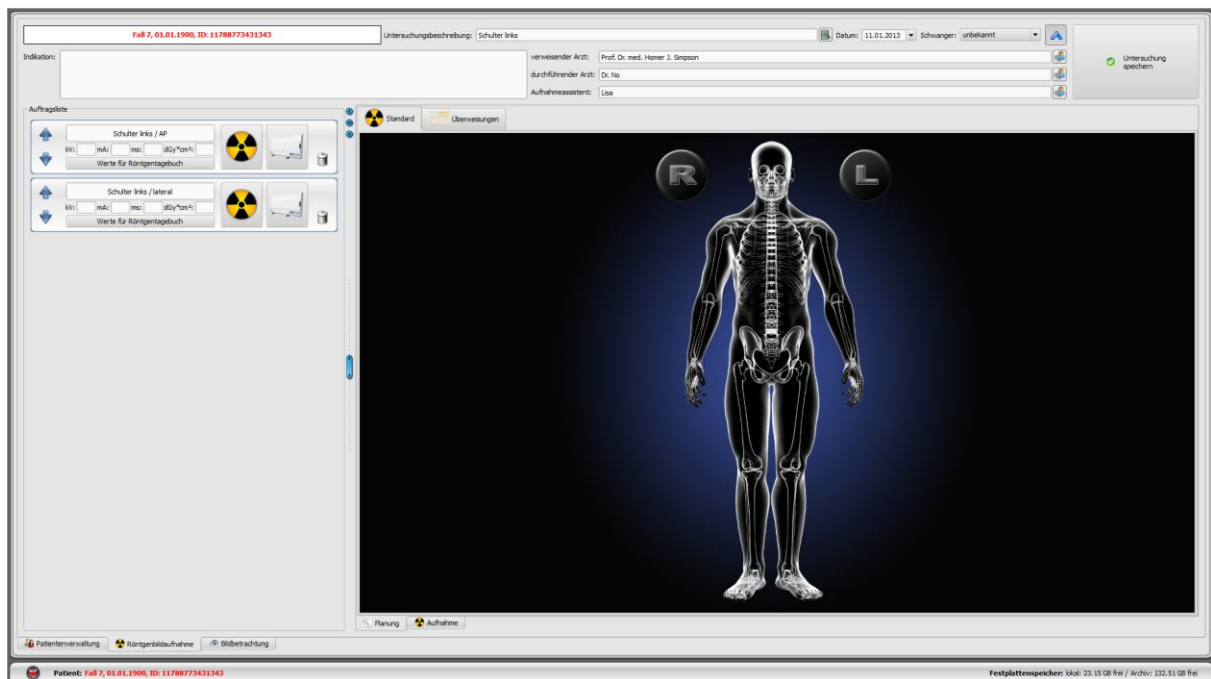 Fall 7, 01.01.1900, ID: 11788773431343
Untersuchungsbeschreibung: Schulter links
Datum: 11.01.2013 Schwanger: unbekannt
Untersuchung speichern
Indikation:
verweisender Arzt: Prof. Dr. med. Homer J. Simpson
durchführender Arzt: Dr. No
Aufnahmeassistent: Lisa
Auftragsliste
Schulter links / AP
kV: mA: ms: dGy*cm²:
Werte für Röntgentagebuch
Schulter links / lateral
kV: mA: ms: dGy*cm²:
Werte für Röntgentagebuch
Standard Überweisungen
R L
Planung Aufnahme
Patientenverwaltung Röntgenbildaufnahme Bildbetrachtung
Patient: Fall 7, 01.01.1900, ID: 11788773431343
Festplattenspeicher: lokal: 23.15 GB frei / Archiv: 132.51 GB frei